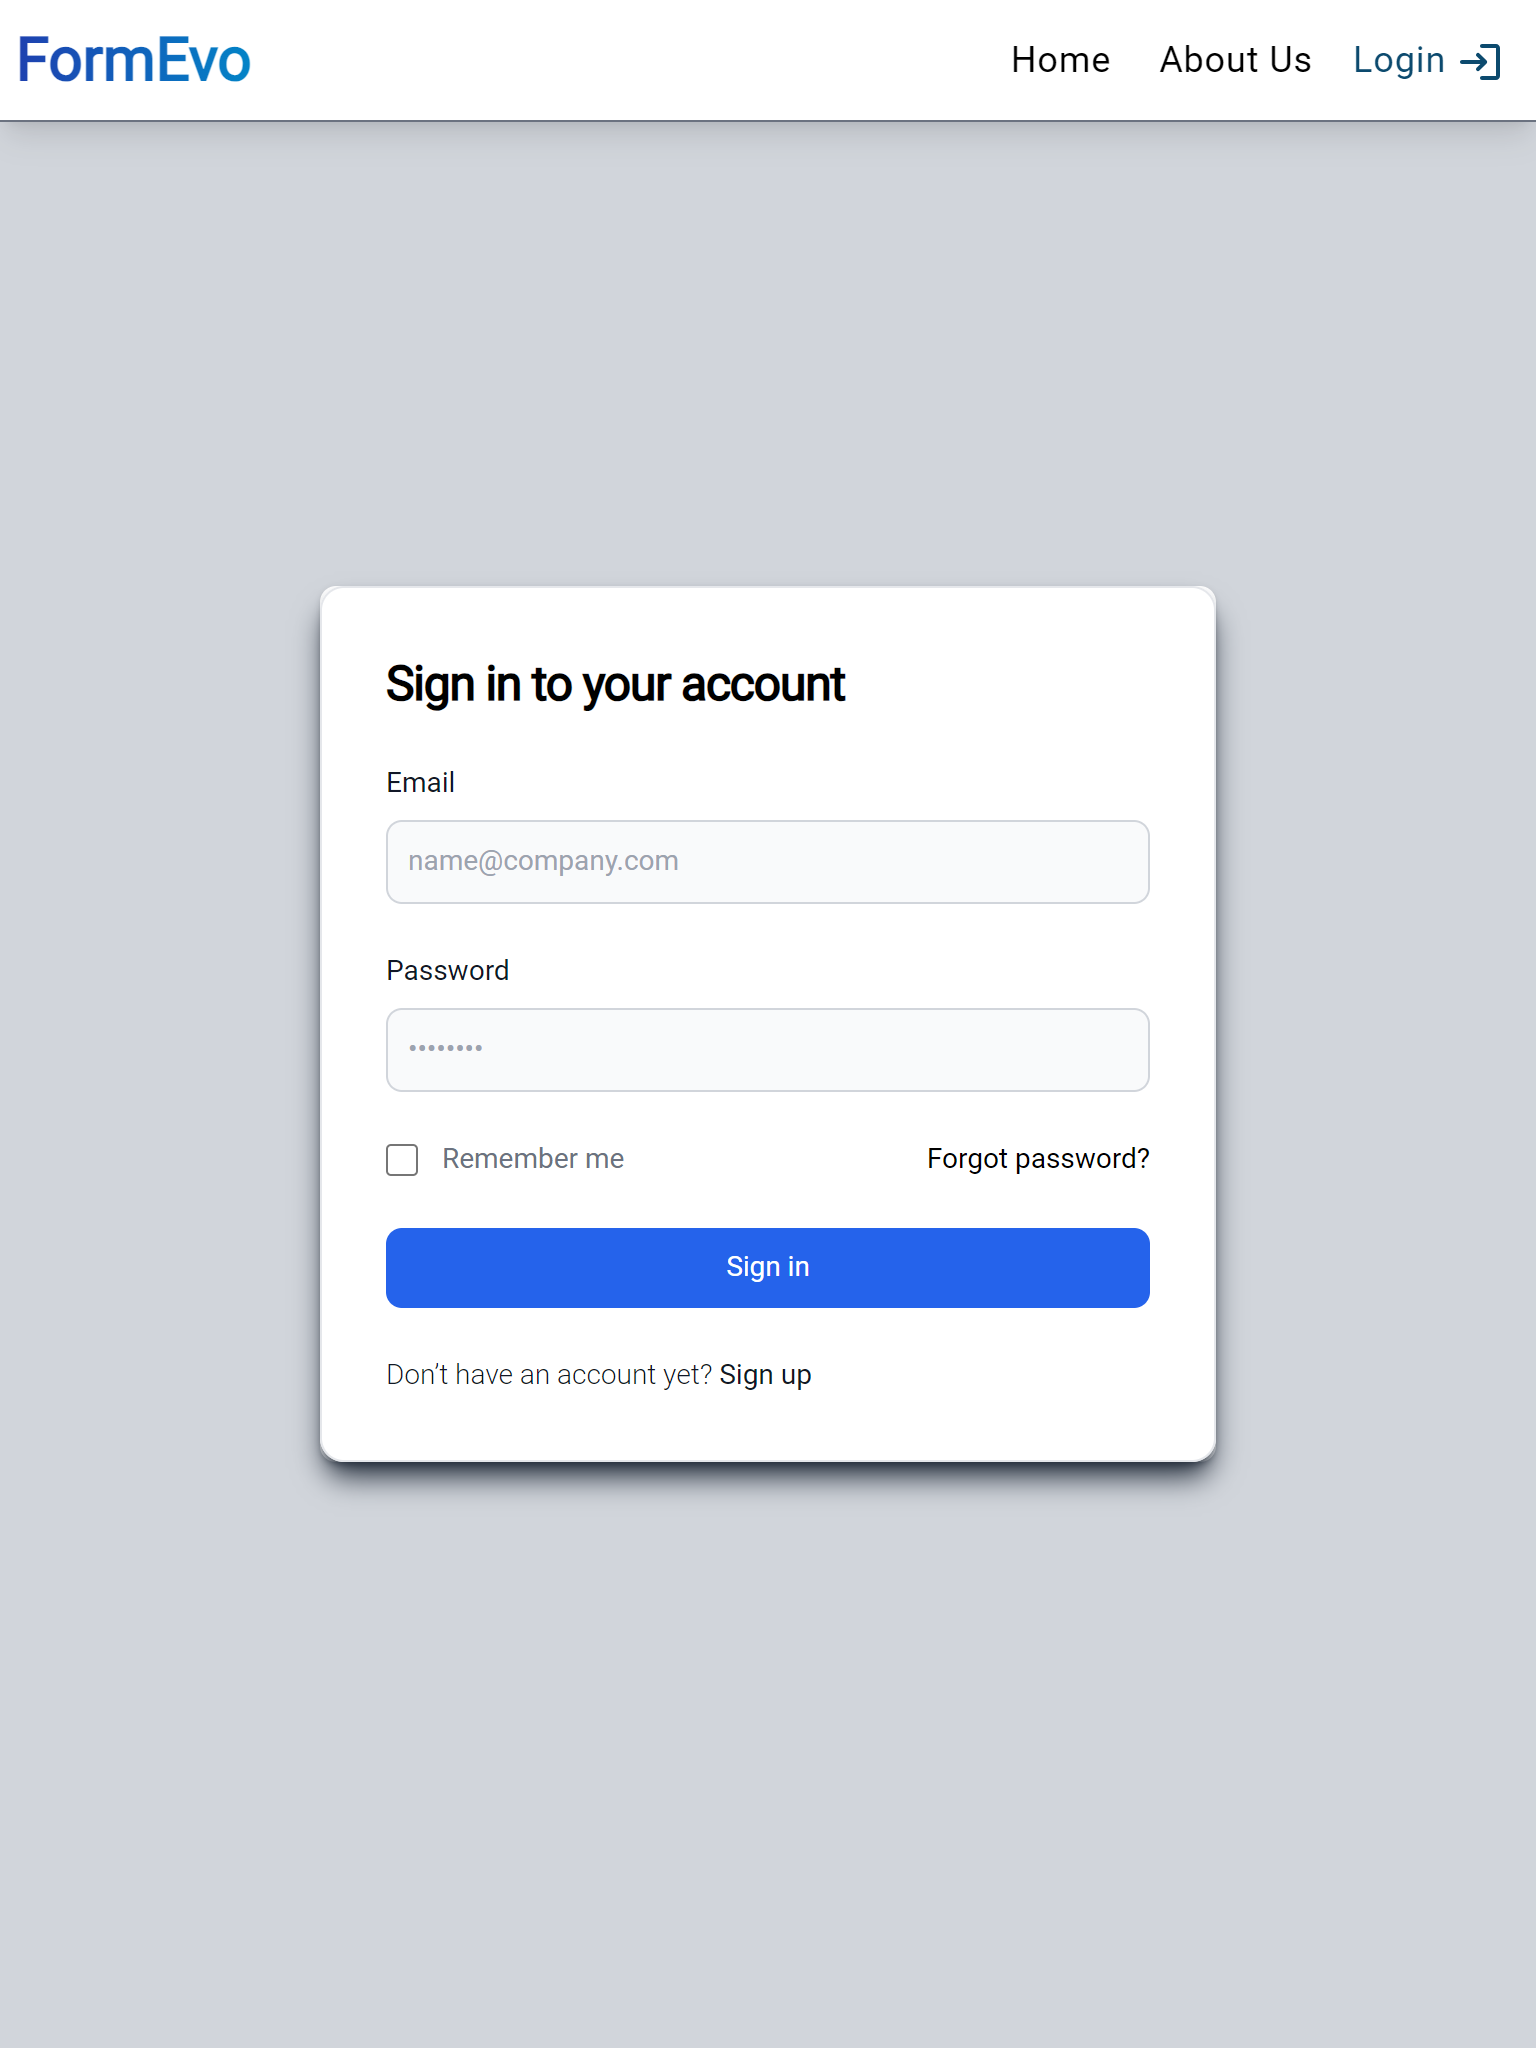 FormEvo
Home About Us Login
Sign in to your account
Email
name@company.com
Password
••••••••
Remember me Forgot password?
Sign in
Don’t have an account yet? Sign up